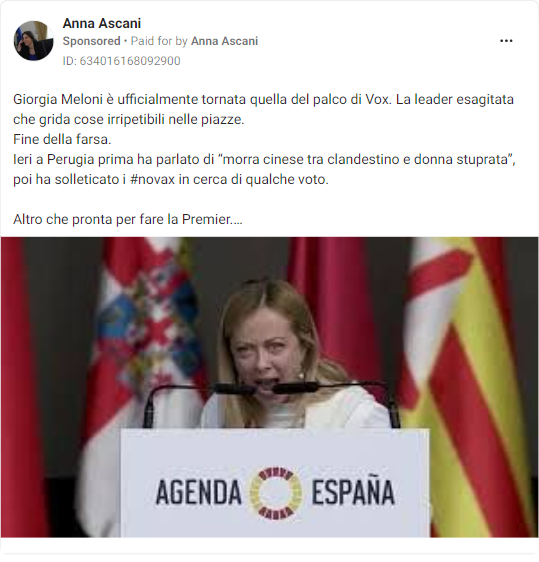 Anna Ascani
Sponsored • Paid for by Anna Ascani
ID: 634016168092900
Giorgia Meloni è ufficialmente tornata quella del palco di Vox. La leader esagitata
che grida cose irripetibili nelle piazze.
Fine della farsa.
Ieri a Perugia prima ha parlato di “morra cinese tra clandestino e donna stuprata”,
poi ha solleticato i #novax in cerca di qualche voto.
Altro che pronta per fare la Premier....
AGENDA ESPAÑA